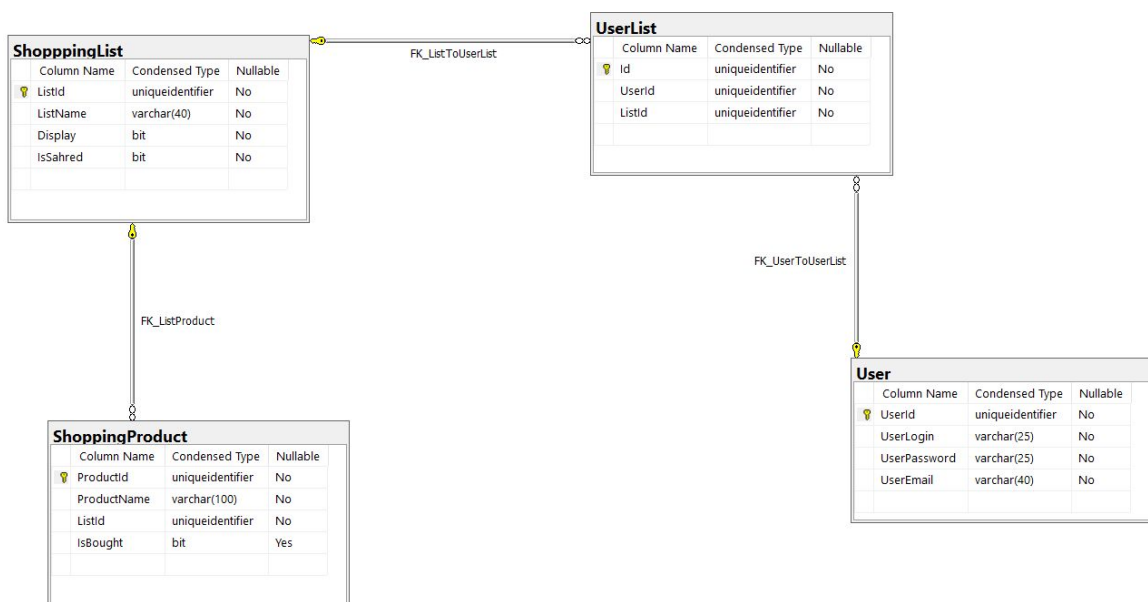 ShopppingList
Column Name Condensed Type Nullable
ListId uniqueidentifier No
ListName varchar(40) No
Display bit No
IsSahred bit No
FK_ListToUserList
UserList
Column Name Condensed Type Nullable
Id uniqueidentifier No
UserId uniqueidentifier No
ListId uniqueidentifier No
FK_UserToUserList
FK_ListProduct
User
Column Name Condensed Type Nullable
UserId uniqueidentifier No
UserLogin varchar(25) No
UserPassword varchar(25) No
UserEmail varchar(40) No
ShoppingProduct
Column Name Condensed Type Nullable
ProductId uniqueidentifier No
ProductName varchar(100) No
ListId uniqueidentifier No
IsBought bit Yes